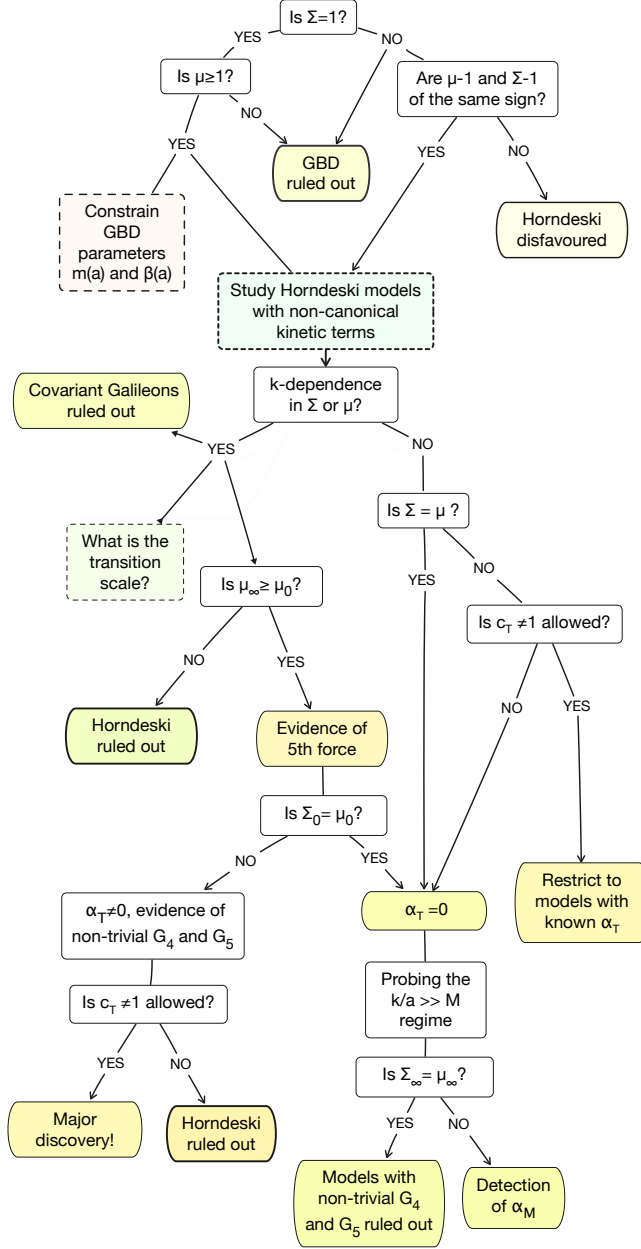 Is Σ=1?
YES
NO
Is μ≥1?
Are μ-1 and Σ-1
of the same sign?
NO
YES
YES
NO
GBD
ruled out
Constrain
GBD
parameters
m(a) and β(a)
Horndeski
disfavoured
Study Horndeski models
with non-canonical
kinetic terms
k-dependence
in Σ or μ?
Covariant Galileons
ruled out
YES
NO
Is Σ = μ ?
What is the
transition
scale?
Is μ∞≥ μ0?
YES
NO
Is cT ≠1 allowed?
NO
YES
NO
YES
Horndeski
ruled out
Evidence of
5th force
Is Σ0= μ0?
NO
YES
αT≠0, evidence of
non-trivial G4 and G5
αT =0
Restrict to
models with
known αT
Probing the
k/a >> M
regime
Is cT ≠1 allowed?
YES
NO
Is Σ∞= μ∞?
YES
NO
Major
discovery!
Horndeski
ruled out
Models with
non-trivial G4
and G5 ruled out
Detection
of αM